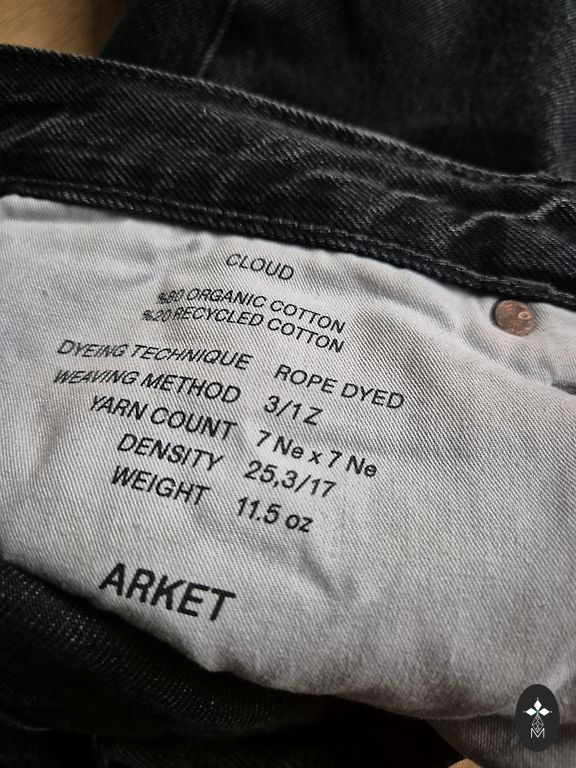 CLOUD
%80 ORGANIC COTTON
%20 RECYCLED COTTON
DYEING TECHNIQUE ROPE DYED
WEAVING METHOD 3/1 Z
YARN COUNT 7 Ne x 7 Ne
DENSITY 25,3/17
WEIGHT 11.5 oz
ARKET
M